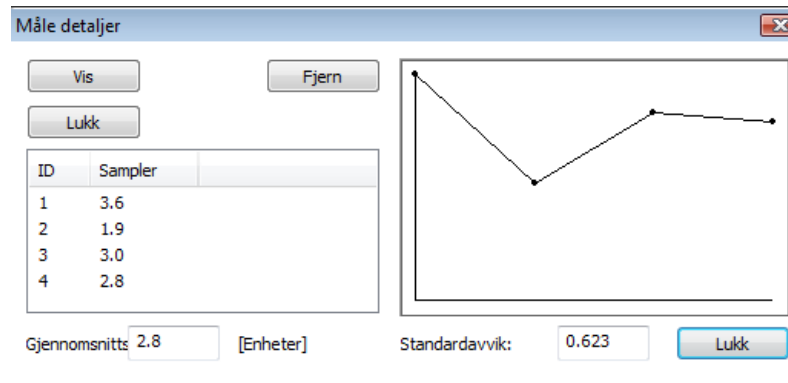 Måle detaljer
Vis
Fjern
Lukk
ID Sampler
1 3.6
2 1.9
3 3.0
4 2.8
Gjennomsnitts 2.8 [Enheter]
Standardavvik: 0.623
Lukk